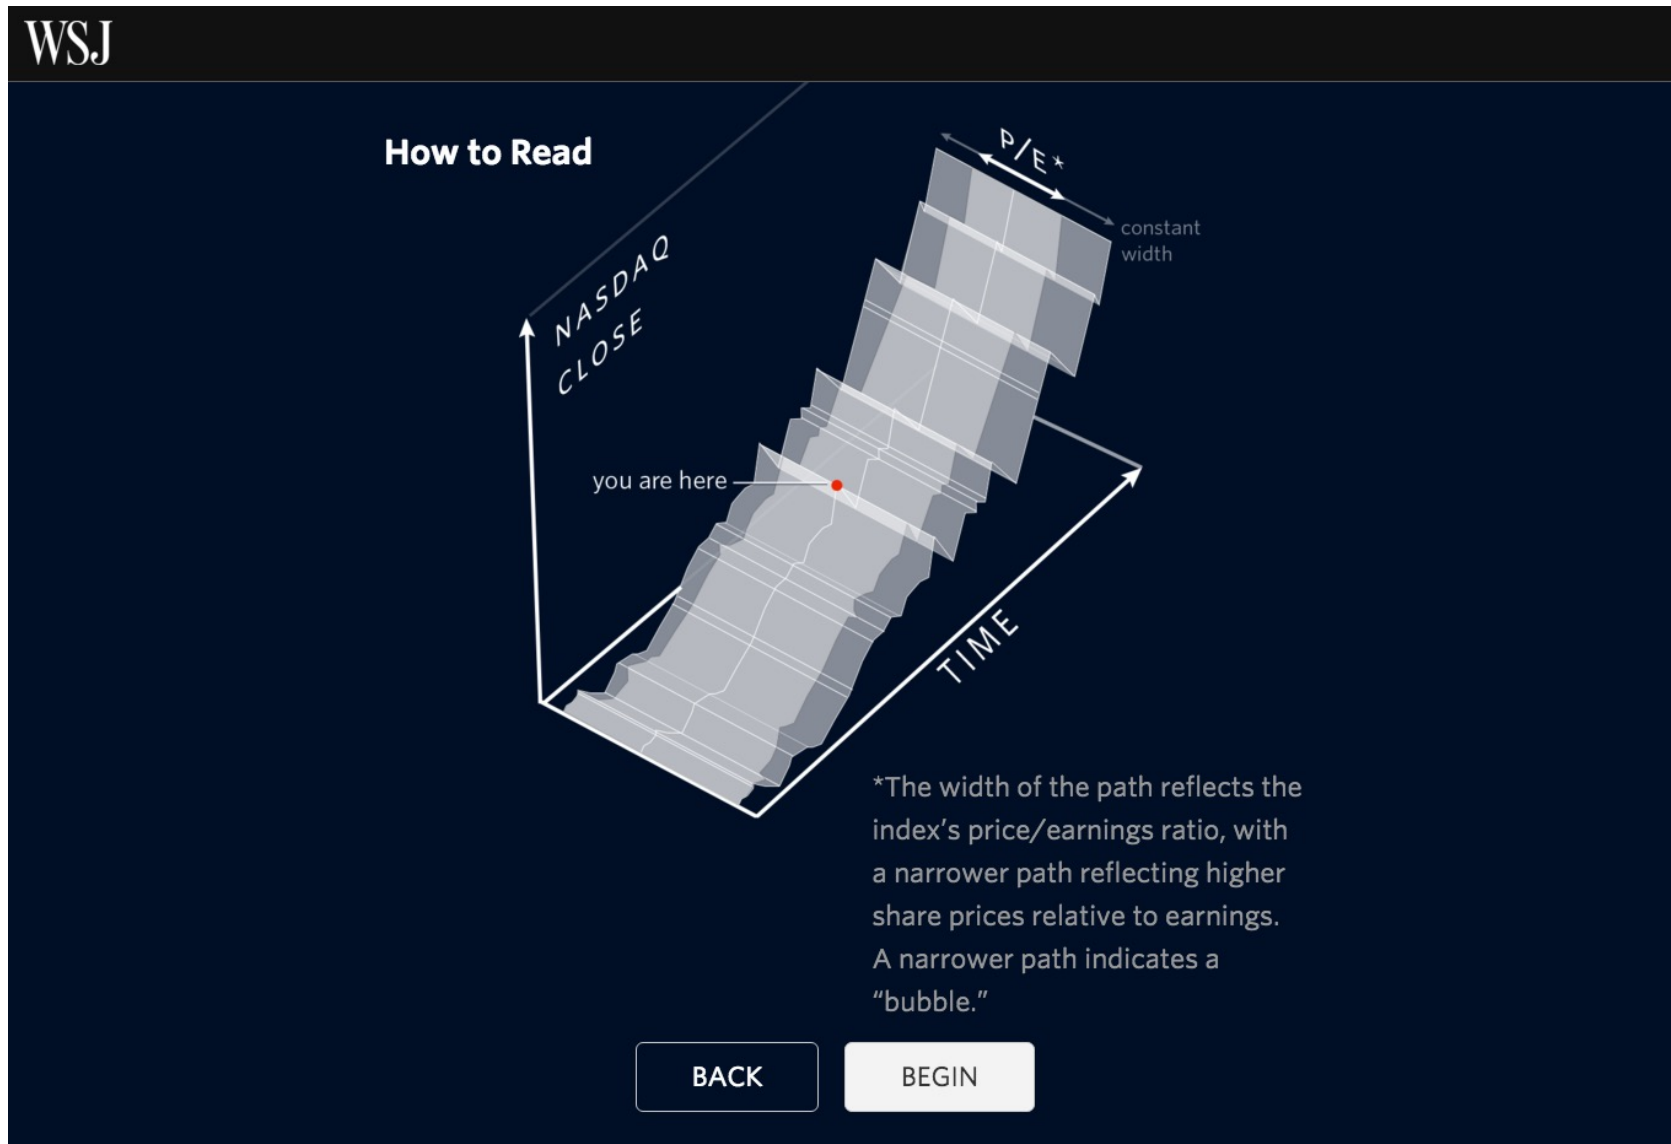 WSJ
How to Read
P/E*
constant
width
NASDAQ
CLOSE
you are here
TIME
*The width of the path reflects the
index’s price/earnings ratio, with
a narrower path reflecting higher
share prices relative to earnings.
A narrower path indicates a
“bubble.”
BACK
BEGIN